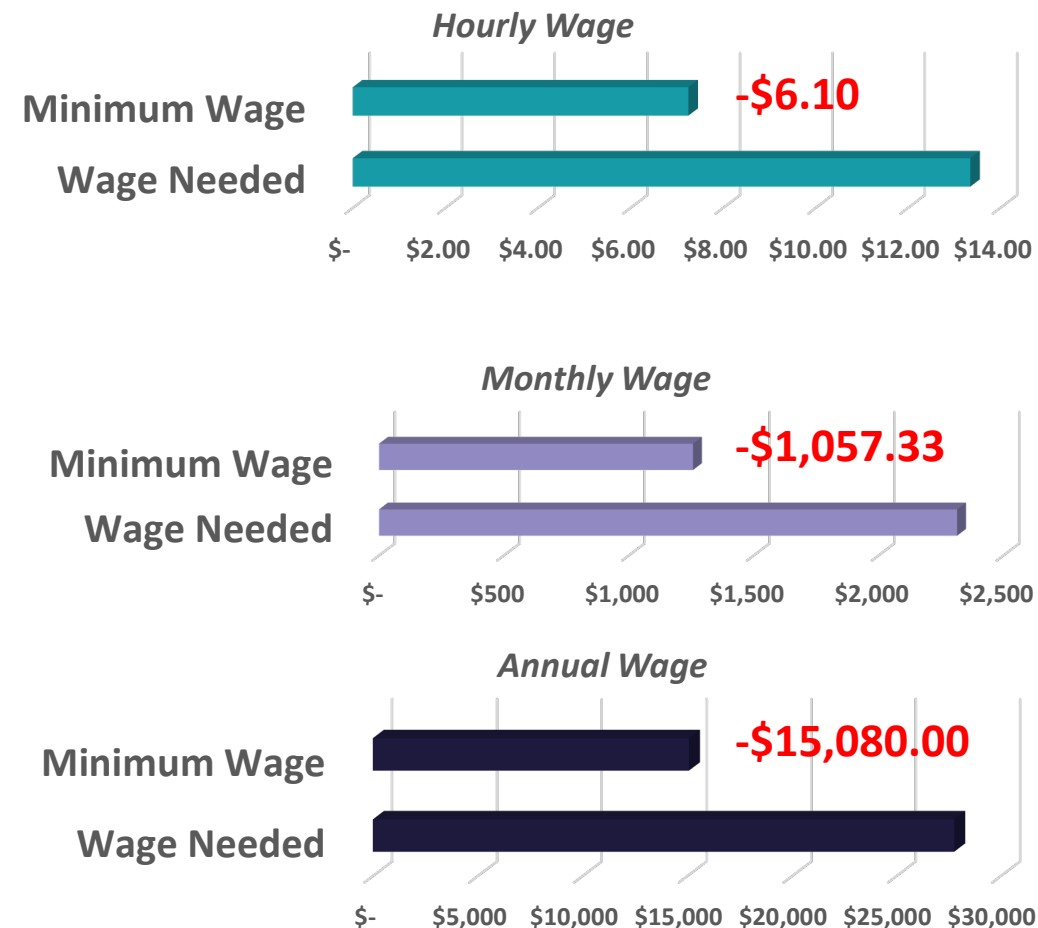 Hourly Wage
Minimum Wage
-$6.10
Wage Needed
$- $2.00 $4.00 $6.00 $8.00 $10.00 $12.00 $14.00
Monthly Wage
Minimum Wage
-$1,057.33
Wage Needed
$- $500 $1,000 $1,500 $2,000 $2,500
Annual Wage
Minimum Wage
-$15,080.00
Wage Needed
$- $5,000 $10,000 $15,000 $20,000 $25,000 $30,000